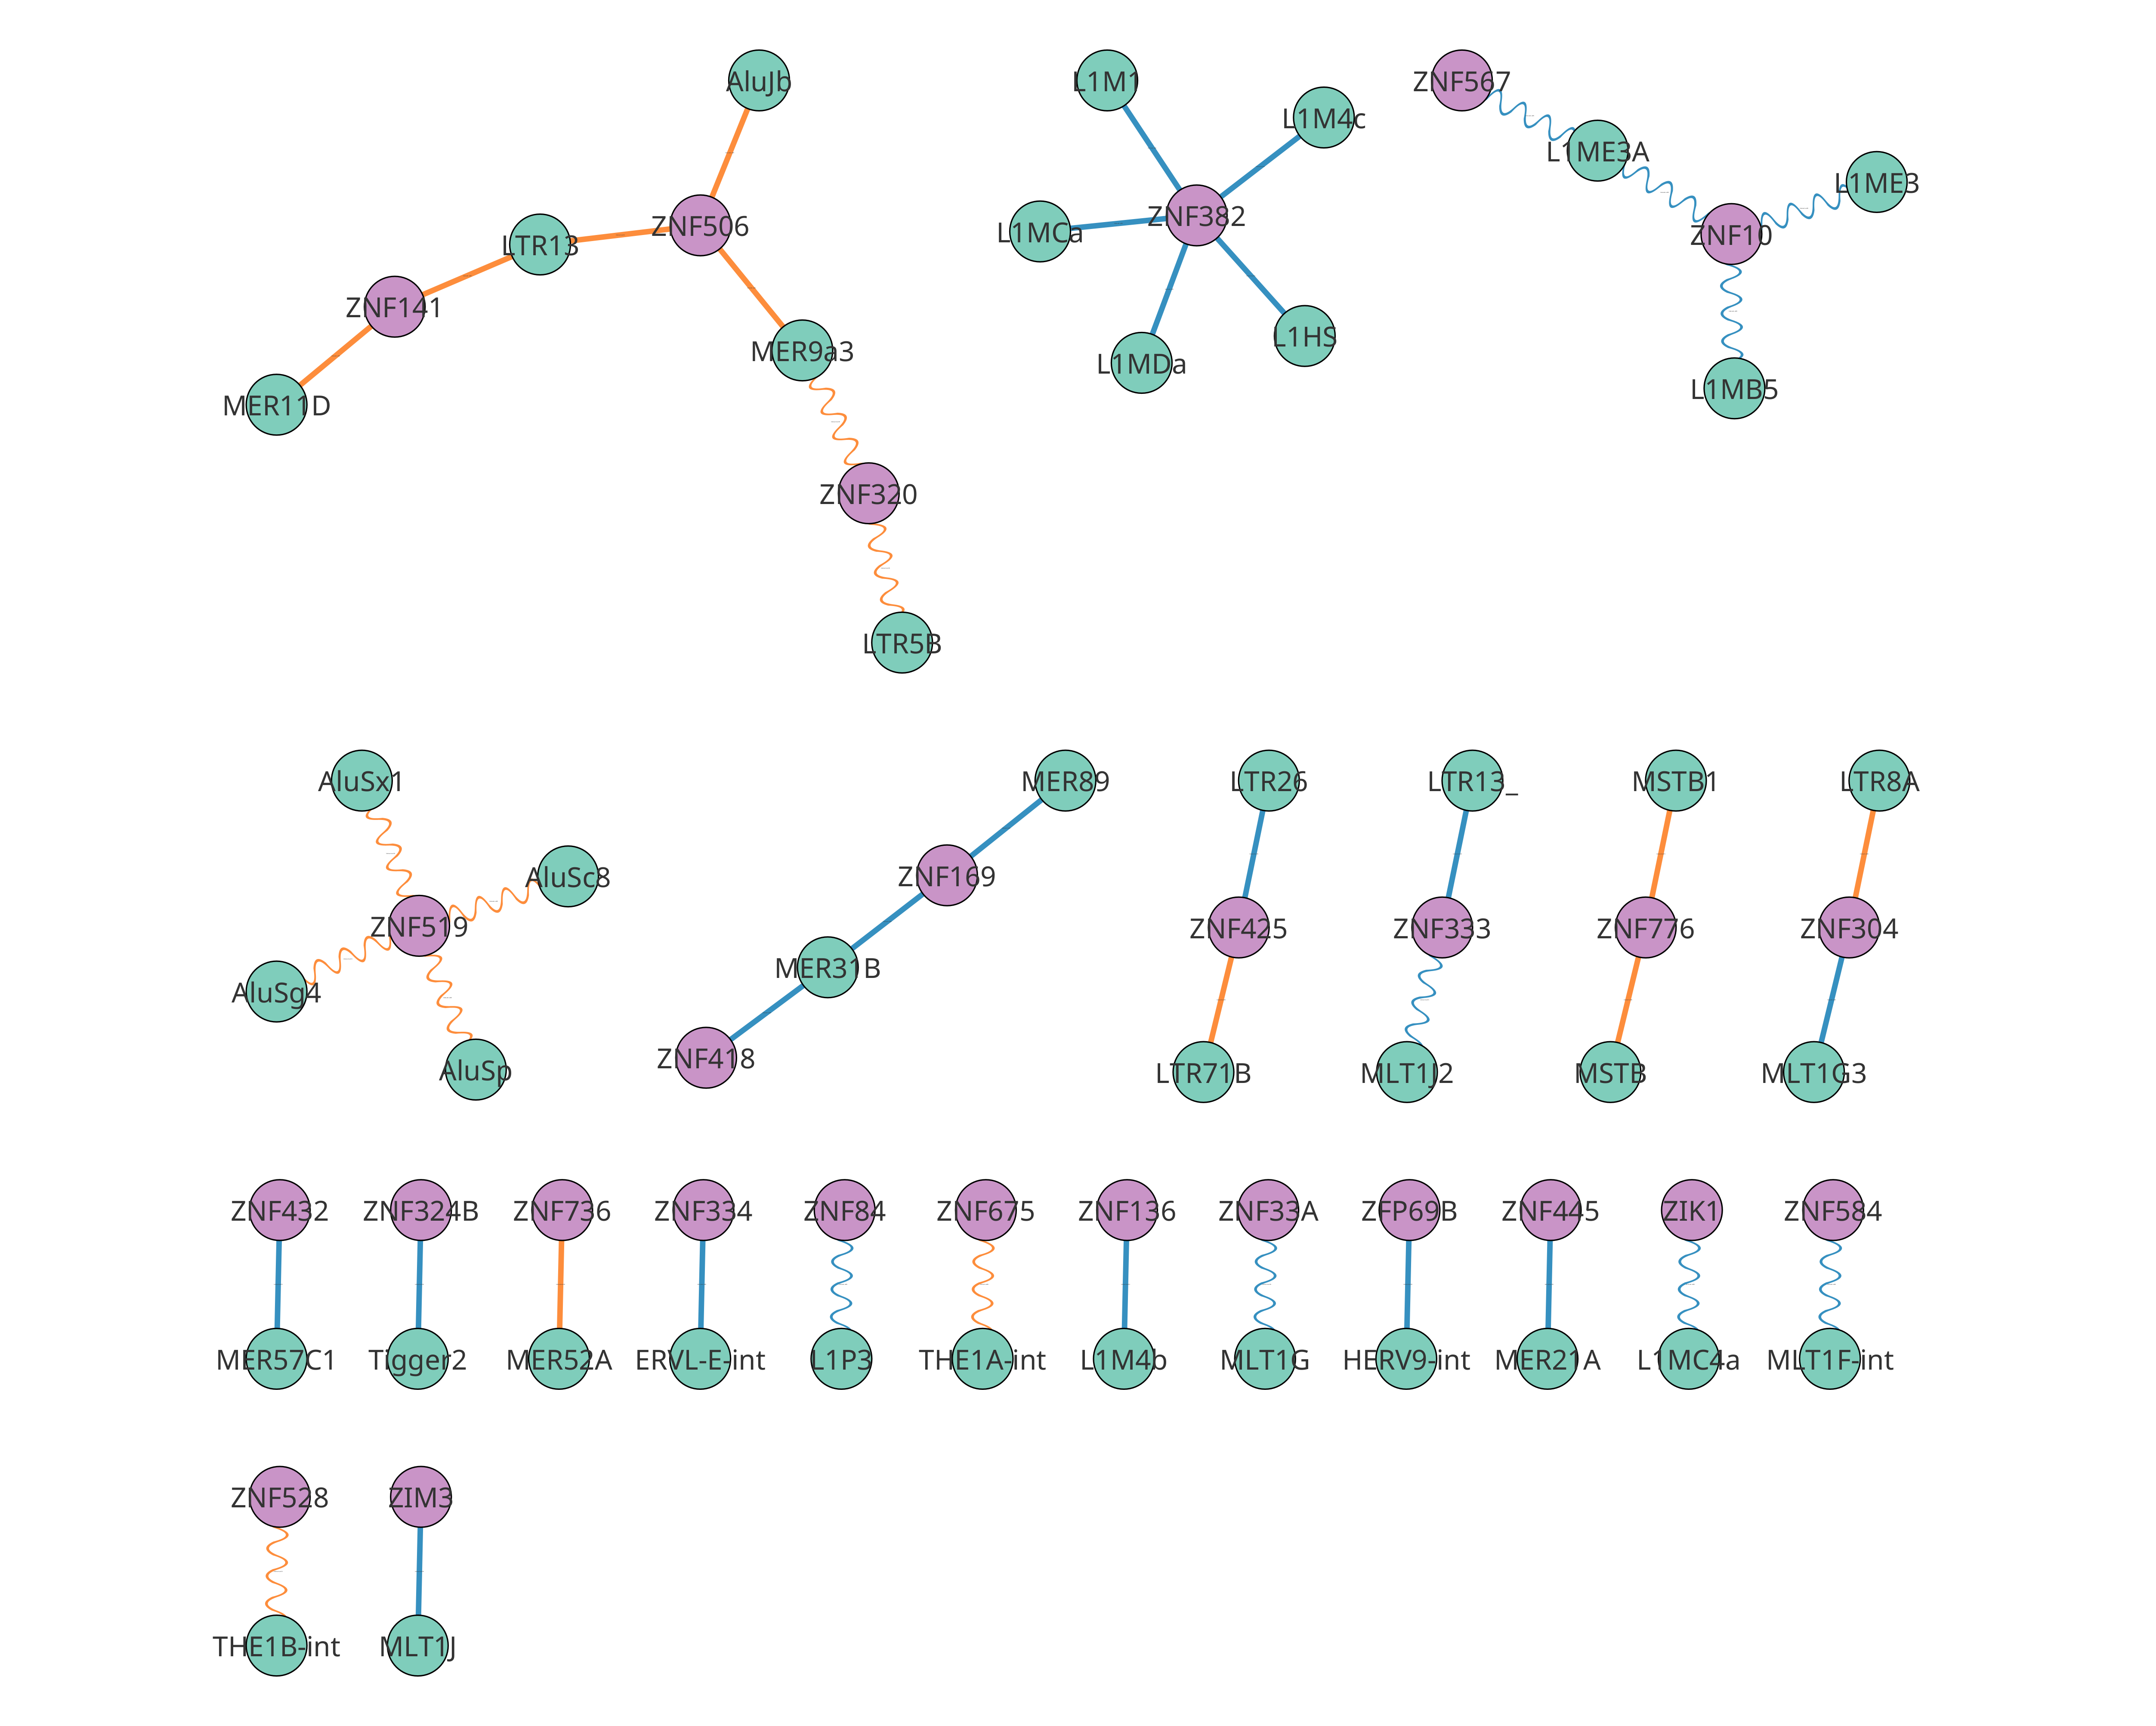 AluJb
L1M1
ZNF567
L1M4c
L1ME3A
L1ME3
ZNF506
LTR13
ZNF382
L1MCa
ZNF10
ZNF141
MER9a3
L1HS
L1MDa
L1MB5
MER11D
ZNF320
LTR5B
AluSx1
MER89
LTR26
LTR13_
MSTB1
LTR8A
AluSc8
ZNF169
ZNF519
ZNF425
ZNF333
ZNF776
ZNF304
MER31B
AluSg4
ZNF418
AluSp
LTR71B
MLT1J2
MSTB
MLT1G3
ZNF432
ZNF324B
ZNF736
ZNF334
ZNF84
ZNF675
ZNF136
ZNF33A
ZFP69B
ZNF445
ZIK1
ZNF584
MER57C1
Tigger2
MER52A
ERVL-E-int
L1P3
THE1A-int
L1M4b
MLT1G
HERV9-int
MER21A
L1MC4a
MLT1F-int
ZNF528
ZIM3
THE1B-int
MLT1J